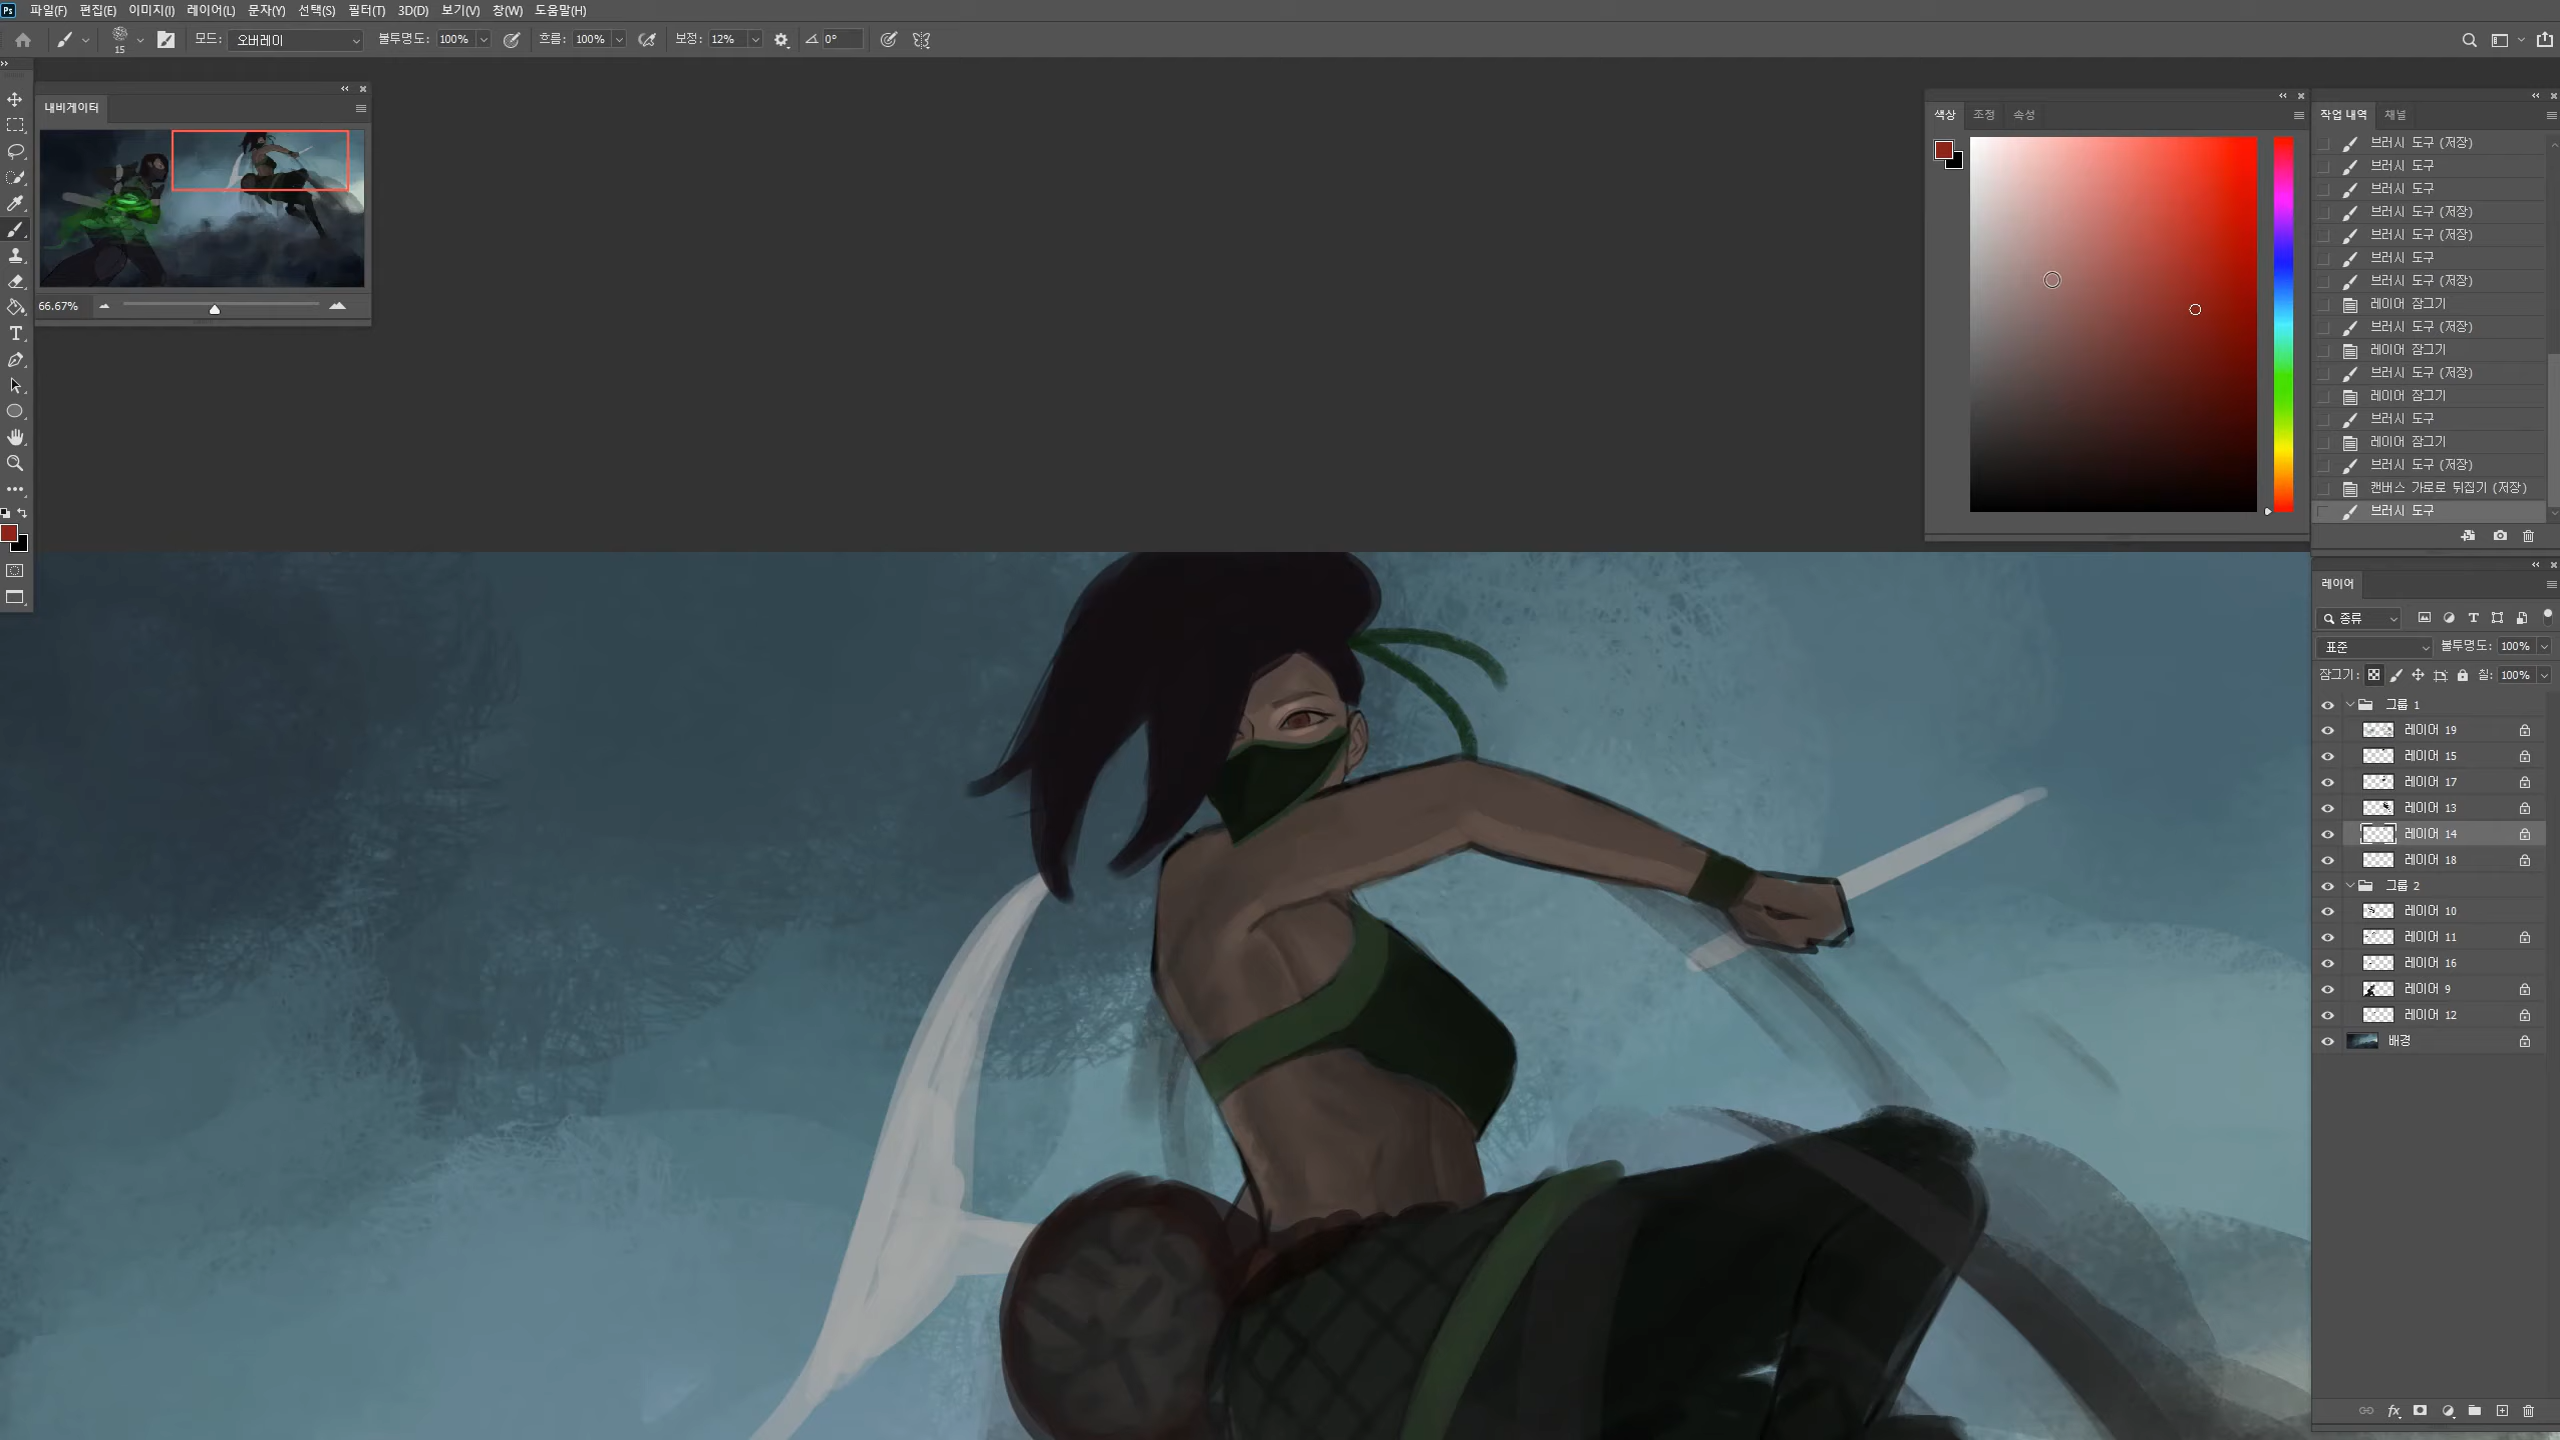 Ps 파일(F) 편집(E) 이미지(I) 레이어(L) 문자(Y) 선택(S) 필터(T) 3D(D) 보기(V) 창(W) 도움말(H)
15 모드: 오버레이 불투명도: 100% 흐름: 100% 보정: 12% 0°
내비게이터
66.67%
색상 조정 속성
작업 내역 채널
브러시 도구 (저장)
브러시 도구
브러시 도구
브러시 도구 (저장)
브러시 도구 (저장)
브러시 도구
브러시 도구 (저장)
레이어 잠그기
브러시 도구 (저장)
레이어 잠그기
브러시 도구 (저장)
레이어 잠그기
브러시 도구
레이어 잠그기
브러시 도구 (저장)
캔버스 가로로 뒤집기 (저장)
브러시 도구
레이어
종류
표준 불투명도: 100%
잠그기: 칠: 100%
그룹 1
레이어 19
레이어 15
레이어 17
레이어 13
레이어 14
레이어 18
그룹 2
레이어 10
레이어 11
레이어 16
레이어 9
레이어 12
배경
fx